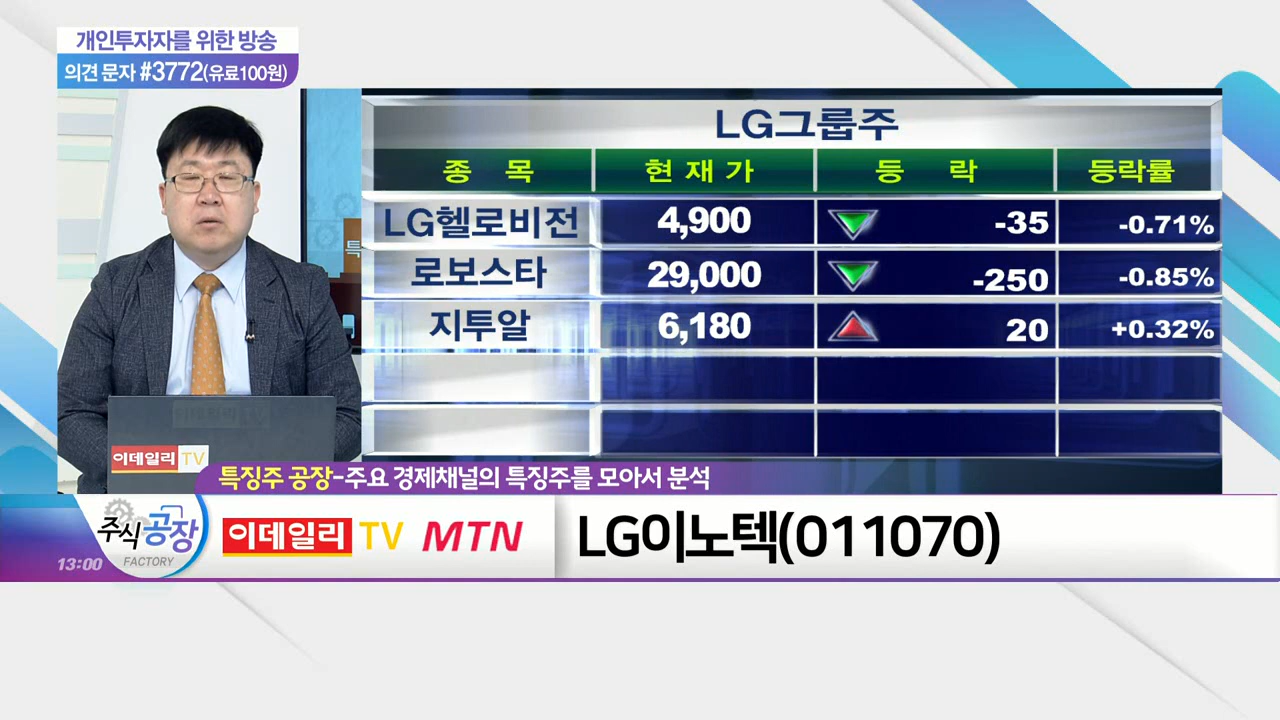 개인투자자를 위한 방송
의견 문자 #3772(유료100원)
LG그룹주
종 목 현 재 가 등 락 등락률
LG헬로비전 4,900 -35 -0.71%
로보스타 29,000 -250 -0.85%
지투알 6,180 20 +0.32%
특
이데일리 TV
특징주 공장-주요 경제채널의 특징주를 모아서 분석
주식공장
FACTORY
13:00
이데일리 TV MTN
LG이노텍(011070)